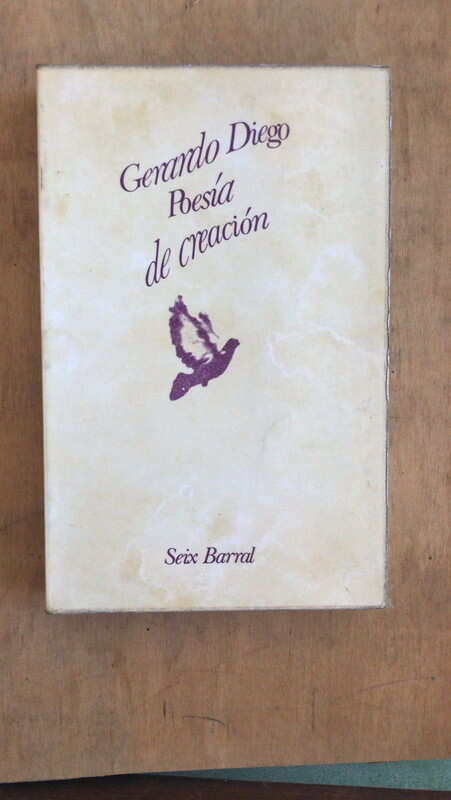 Gerardo Diego
Poesía
de creación
Seix Barral